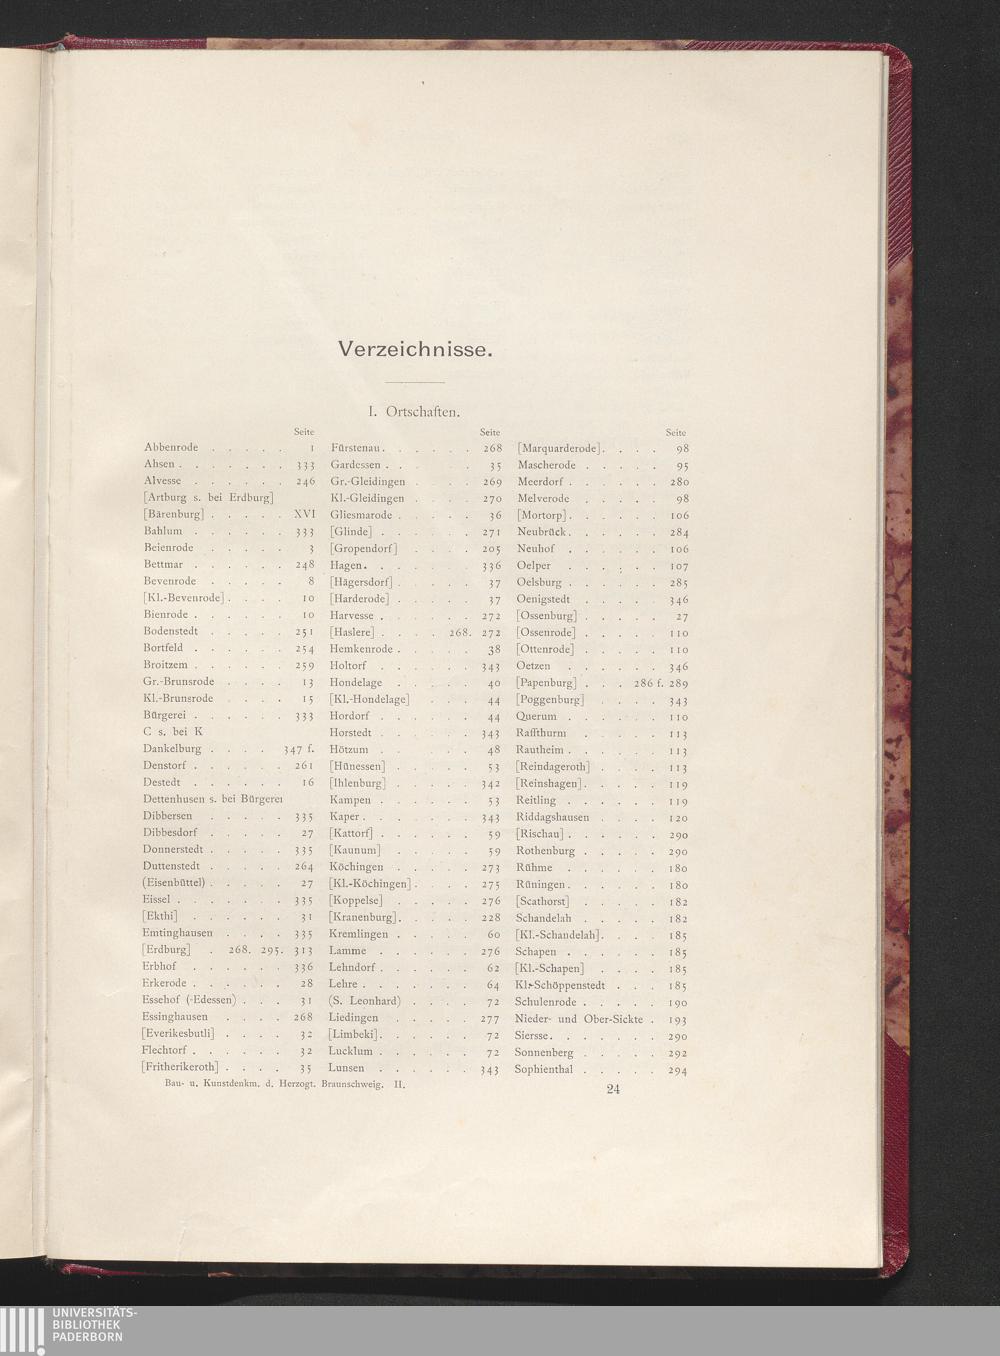 Verzeichnisse.
I. Ortschaften.
Seite
Abbenrode . . . . . 1
Ahsen . . . . . . . 333
Alvesse . . . . . . 246
[Artburg s. bei Erdburg]
[Bärenburg] . . . . . XVI
Bahlum . . . . . . 333
Beienrode . . . . . 3
Bettmar . . . . . . 248
Bevenrode . . . . . 8
[Kl.-Bevenrode] . . . . 10
Bienrode . . . . . . 10
Bodenstedt . . . . . 251
Bortfeld . . . . . . 254
Broitzem . . . . . . 259
Gr.-Brunsrode . . . . 13
Kl.-Brunsrode . . . . 15
Bürgerei . . . . . . 333
C s. bei K
Dankelburg . . . . 347 f.
Denstorf . . . . . . 261
Destedt . . . . . . 16
Dettenhusen s. bei Bürgerei
Dibbersen . . . . . 335
Dibbesdorf . . . . . 27
Donnerstedt . . . . . 335
Duttenstedt . . . . . 264
(Eisenbüttel) . . . . . 27
Eissel . . . . . . . 335
[Ekthi] . . . . . . 31
Emtinghausen . . . . 335
[Erdburg] . 268. 295. 313
Erbhof . . . . . . 336
Erkerode . . . . . . 28
Essehof (-Edessen) . . . 31
Essinghausen . . . . 268
[Everikesbutli] . . . . 32
Flechtorf . . . . . . 32
[Fritherikeroth] . . . . 35
Seite
Fürstenau . . . . . . 268
Gardessen . . . . . . 35
Gr.-Gleidingen . . . . 269
Kl.-Gleidingen . . . . 270
Gliesmarode . . . . . 36
[Glinde] . . . . . . 271
[Gropendorf] . . . . 205
Hagen . . . . . . . 336
[Hägersdorf] . . . . . 37
[Harderode] . . . . . 37
Harvesse . . . . . . 272
[Haslere] . . . . 268. 272
Hemkenrode . . . . . 38
Holtorf . . . . . . 343
Hondelage . . . . . 40
[Kl.-Hondelage] . . . 44
Hordorf . . . . . . 44
Horstedt . . . . . . 343
Hötzum . . . . . . 48
[Hünessen] . . . . . 53
[Ihlenburg] . . . . . 342
Kampen . . . . . . 53
Kaper . . . . . . . 343
[Kattorf] . . . . . . 59
[Kaunum] . . . . . 59
Köchingen . . . . . 273
[Kl.-Köchingen] . . . . 275
[Koppelse] . . . . . 276
[Kranenburg] . . . . . 228
Kremlingen . . . . . 60
Lamme . . . . . . 276
Lehndorf . . . . . . 62
Lehre . . . . . . . 64
(S. Leonhard) . . . . 72
Liedingen . . . . . 277
[Limbeki] . . . . . . 72
Lucklum . . . . . . 72
Lunsen . . . . . . 343
Seite
[Marquarderode] . . . . 98
Mascherode . . . . . 95
Meerdorf . . . . . . 280
Melverode . . . . . 98
[Mortorp] . . . . . . 106
Neubrück . . . . . . 284
Neuhof . . . . . . 106
Oelper . . . . . . 107
Oelsburg . . . . . . 285
Oenigstedt . . . . . 346
[Ossenburg] . . . . . 27
[Ossenrode] . . . . . 110
[Ottenrode] . . . . . 110
Oetzen . . . . . . 346
[Papenburg] . . . 286 f. 289
[Poggenburg] . . . . 343
Querum . . . . . . 110
Raffthurm . . . . . 113
Rautheim . . . . . . 113
[Reindageroth] . . . . 113
[Reinshagen] . . . . . 119
Reitling . . . . . . 119
Riddagshausen . . . . 120
[Rischau] . . . . . . 290
Rothenburg . . . . . 290
Rühme . . . . . . 180
Rüningen . . . . . . 180
[Scathorst] . . . . . 182
Schandelah . . . . . 182
[Kl.-Schandelah] . . . . 185
Schapen . . . . . . 185
[Kl.-Schapen] . . . . 185
Kl.-Schöppenstedt . . . 185
Schulenrode . . . . . 190
Nieder- und Ober-Sickte . 193
Siersse . . . . . . . 290
Sonnenberg . . . . . 292
Sophienthal . . . . . 294
Bau- u. Kunstdenkm. d. Herzogt. Braunschweig. II.
24
UNIVERSITÄTS-
BIBLIOTHEK
PADERBORN